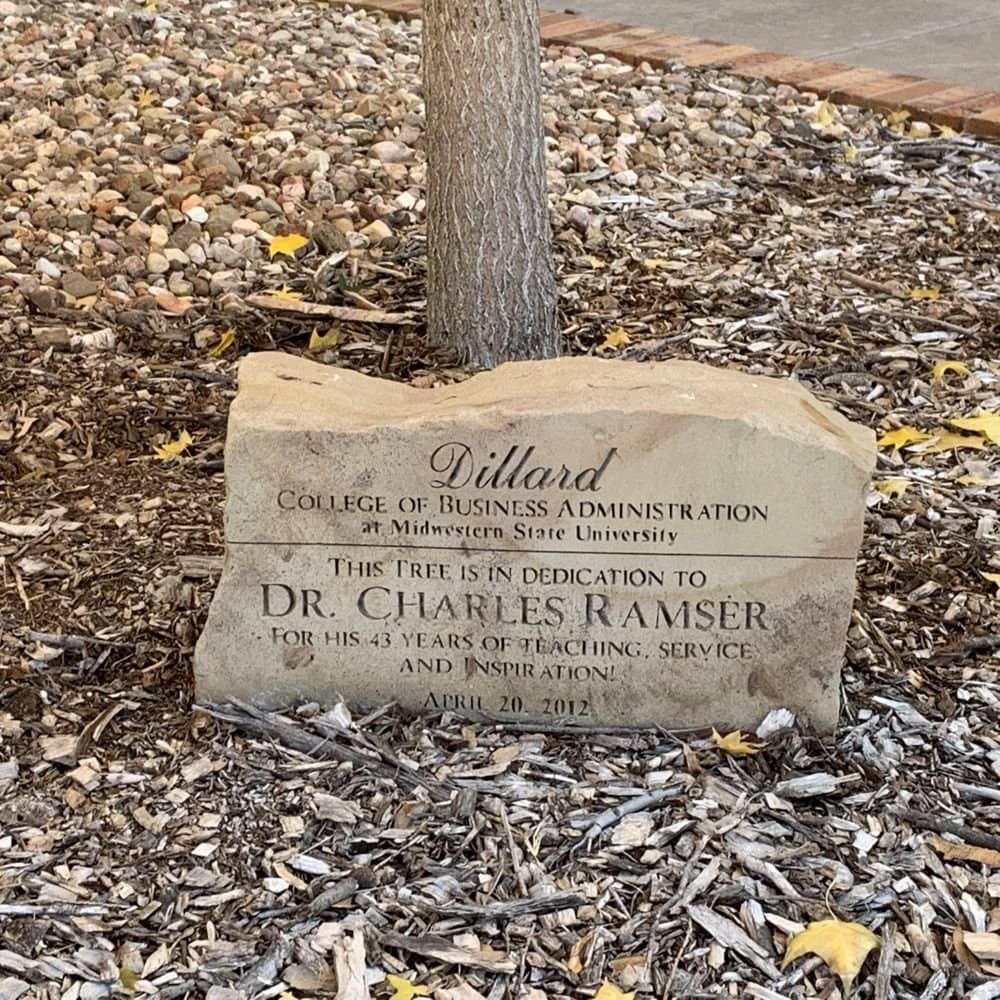 Dillard
College of Business Administration
at Midwestern State University
This Tree is in dedication to
Dr. Charles Ramser
For his 43 years of teaching, service
and Inspiration!
April 20, 2012